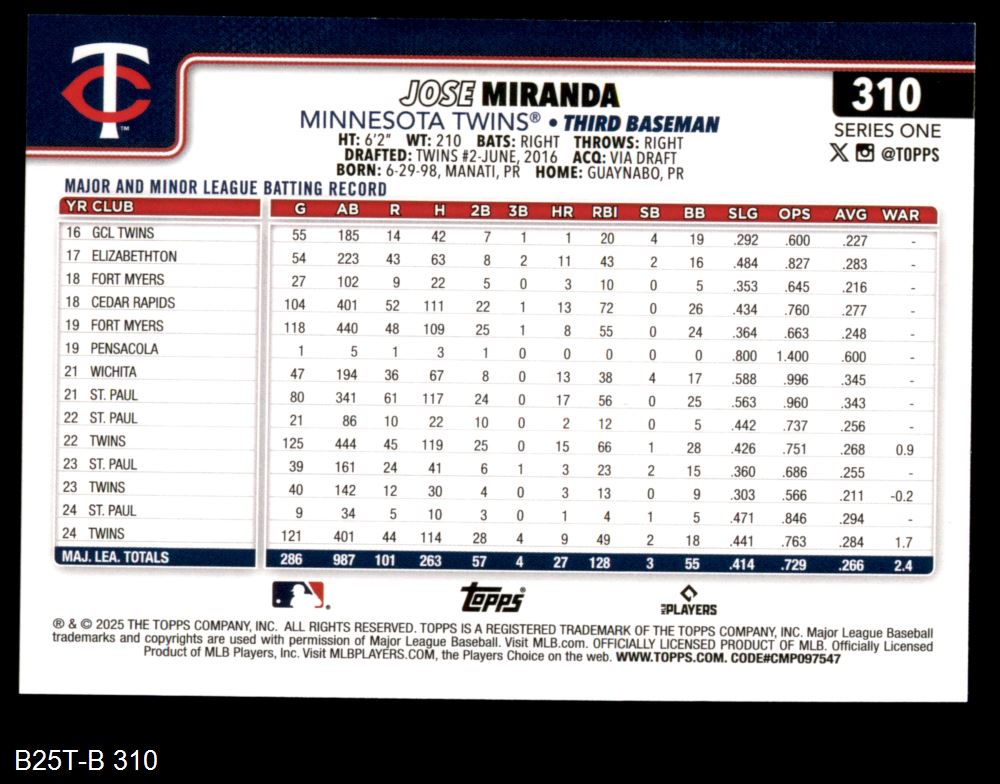 JOSE MIRANDA
310
MINNESOTA TWINS® • THIRD BASEMAN
SERIES ONE
HT: 6'2" WT: 210 BATS: RIGHT THROWS: RIGHT
DRAFTED: TWINS #2-JUNE, 2016 ACQ: VIA DRAFT
@TOPPS
BORN: 6-29-98, MANATI, PR HOME: GUAYNABO, PR
MAJOR AND MINOR LEAGUE BATTING RECORD
YR CLUB G AB R H 2B 3B HR RBI SB BB SLG OPS AVG WAR
16 GCL TWINS 55 185 14 42 7 1 1 20 4 19 .292 .600 .227 -
17 ELIZABETHTON 54 223 43 63 8 2 11 43 2 16 .484 .827 .283 -
18 FORT MYERS 27 102 9 22 5 0 3 10 0 5 .353 .645 .216 -
18 CEDAR RAPIDS 104 401 52 111 22 1 13 72 0 26 .434 .760 .277 -
19 FORT MYERS 118 440 48 109 25 1 8 55 0 24 .364 .663 .248 -
19 PENSACOLA 1 5 1 3 1 0 0 0 0 0 .800 1.400 .600 -
21 WICHITA 47 194 36 67 8 0 13 38 4 17 .588 .996 .345 -
21 ST. PAUL 80 341 61 117 24 0 17 56 0 25 .563 .960 .343 -
22 ST. PAUL 21 86 10 22 10 0 2 12 0 5 .442 .737 .256 -
22 TWINS 125 444 45 119 25 0 15 66 1 28 .426 .751 .268 0.9
23 ST. PAUL 39 161 24 41 6 1 3 23 2 15 .360 .686 .255 -
23 TWINS 40 142 12 30 4 0 3 13 0 9 .303 .566 .211 -0.2
24 ST. PAUL 9 34 5 10 3 0 1 4 1 5 .471 .846 .294 -
24 TWINS 121 401 44 114 28 4 9 49 2 18 .441 .763 .284 1.7
MAJ. LEA. TOTALS 286 987 101 263 57 4 27 128 3 55 .414 .729 .266 2.4
Topps®
MLB PLAYERS
® & © 2025 THE TOPPS COMPANY, INC. ALL RIGHTS RESERVED. TOPPS IS A REGISTERED TRADEMARK OF THE TOPPS COMPANY, INC. Major League Baseball
trademarks and copyrights are used with permission of Major League Baseball. Visit MLB.com. OFFICIALLY LICENSED PRODUCT OF MLB. Officially Licensed
Product of MLB Players, Inc. Visit MLBPLAYERS.COM, the Players Choice on the web. WWW.TOPPS.COM. CODE#CMP097547
B25T-B 310